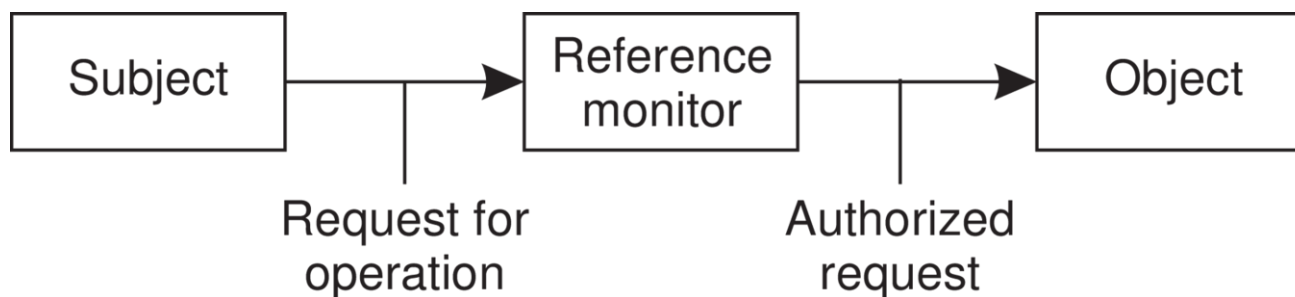 Subject
Reference
monitor
Object
Request for
operation
Authorized
request